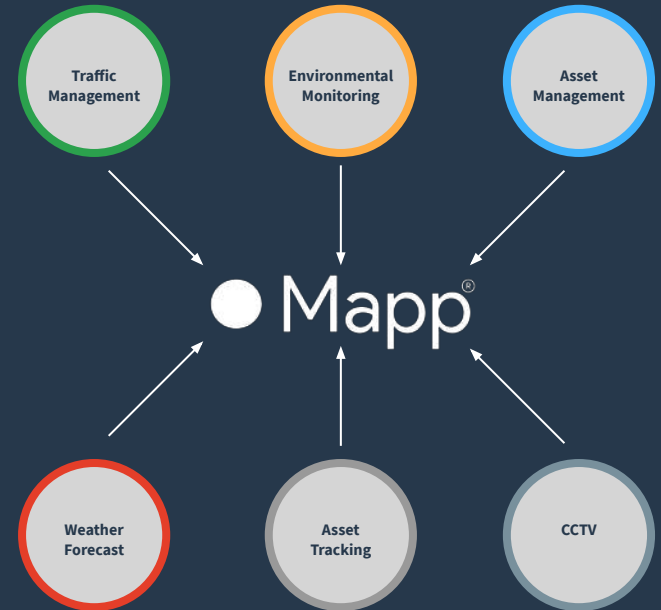 Traffic
Management
Environmental
Monitoring
Asset
Management
Mapp®
Weather
Forecast
Asset
Tracking
CCTV